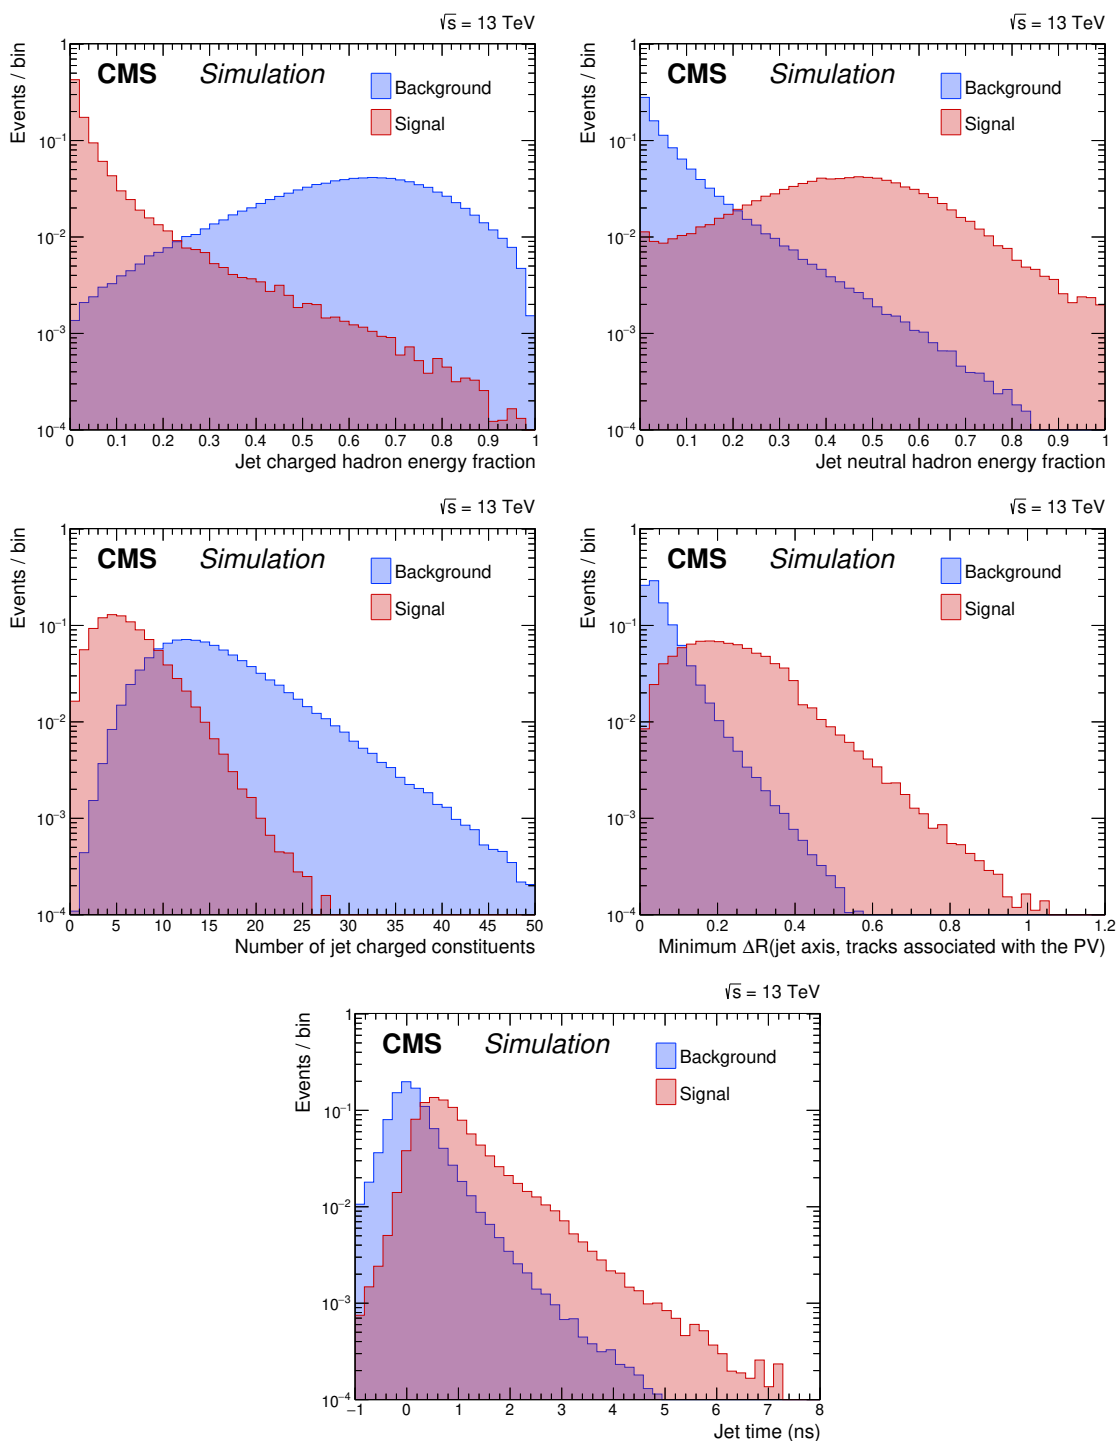 √s = 13 TeV
Events / bin
CMS Simulation
Background
Signal
1
10⁻¹
10⁻²
10⁻³
10⁻⁴
0 0.1 0.2 0.3 0.4 0.5 0.6 0.7 0.8 0.9 1
Jet charged hadron energy fraction
√s = 13 TeV
Events / bin
CMS Simulation
Background
Signal
1
10⁻¹
10⁻²
10⁻³
10⁻⁴
0 0.1 0.2 0.3 0.4 0.5 0.6 0.7 0.8 0.9 1
Jet neutral hadron energy fraction
√s = 13 TeV
Events / bin
CMS Simulation
Background
Signal
1
10⁻¹
10⁻²
10⁻³
10⁻⁴
0 5 10 15 20 25 30 35 40 45 50
Number of jet charged constituents
√s = 13 TeV
Events / bin
CMS Simulation
Background
Signal
1
10⁻¹
10⁻²
10⁻³
10⁻⁴
0 0.2 0.4 0.6 0.8 1 1.2
Minimum ΔR(jet axis, tracks associated with the PV)
√s = 13 TeV
Events / bin
CMS Simulation
Background
Signal
1
10⁻¹
10⁻²
10⁻³
10⁻⁴
−1 0 1 2 3 4 5 6 7 8
Jet time (ns)